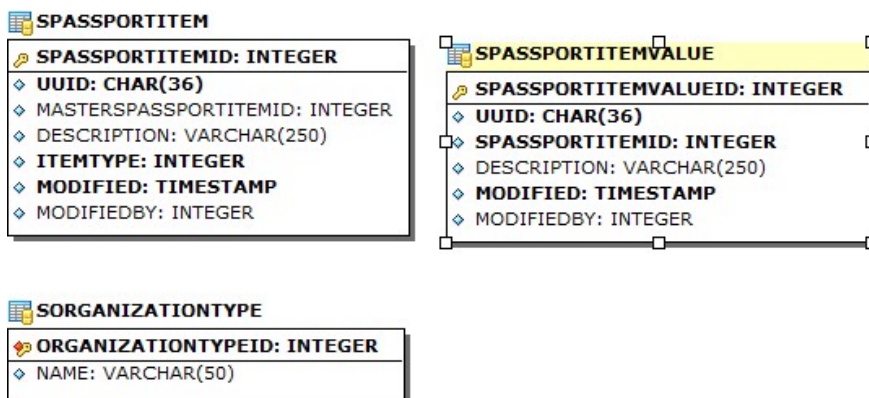 SPASSPORTITEM
SPASSPORTITEMID: INTEGER
UUID: CHAR(36)
MASTERSPASSPORTITEMID: INTEGER
DESCRIPTION: VARCHAR(250)
ITEMTYPE: INTEGER
MODIFIED: TIMESTAMP
MODIFIEDBY: INTEGER
SPASSPORTITEMVALUE
SPASSPORTITEMVALUEID: INTEGER
UUID: CHAR(36)
SPASSPORTITEMID: INTEGER
DESCRIPTION: VARCHAR(250)
MODIFIED: TIMESTAMP
MODIFIEDBY: INTEGER
SORGANIZATIONTYPE
ORGANIZATIONTYPEID: INTEGER
NAME: VARCHAR(50)